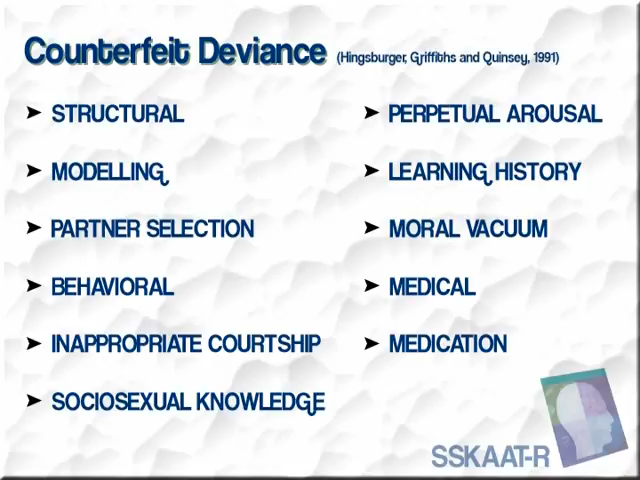 Counterfeit Deviance (Hingsburger, Griffiths and Quinsey, 1991)
STRUCTURAL
MODELLING
PARTNER SELECTION
BEHAVIORAL
INAPPROPRIATE COURTSHIP
SOCIOSEXUAL KNOWLEDGE
PERPETUAL AROUSAL
LEARNING HISTORY
MORAL VACUUM
MEDICAL
MEDICATION
SSKAAT-R